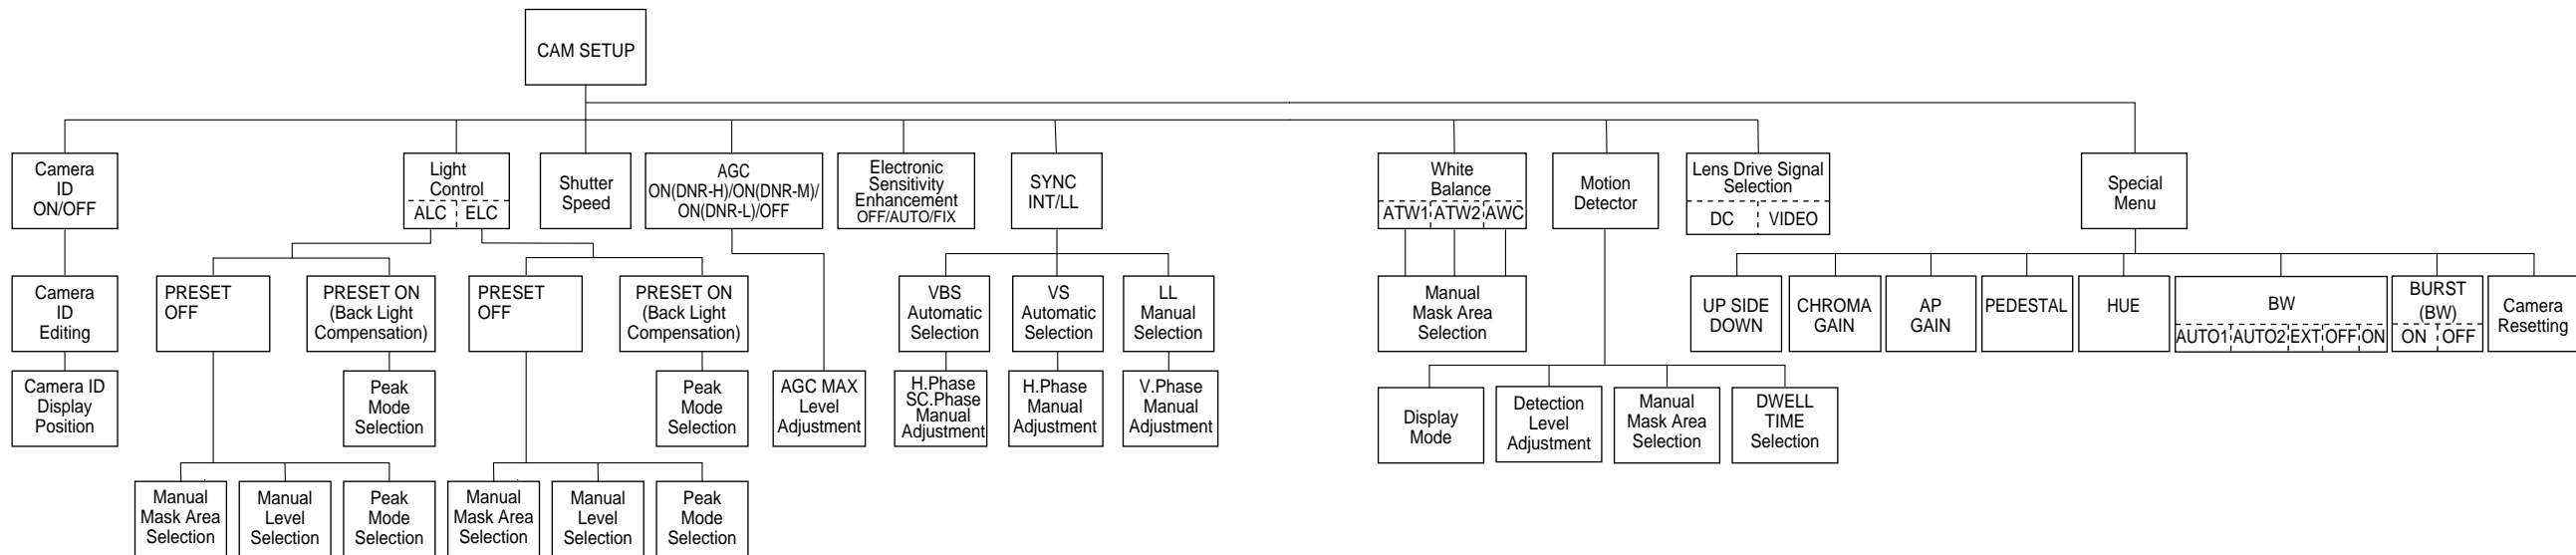 CAM SETUP
Camera
ID
ON/OFF
Light
Control
ALC ELC
Shutter
Speed
AGC
ON(DNR-H)/ON(DNR-M)/
ON(DNR-L)/OFF
Electronic
Sensitivity
Enhancement
OFF/AUTO/FIX
SYNC
INT/LL
White
Balance
ATW1 ATW2 AWC
Motion
Detector
Lens Drive Signal
Selection
DC VIDEO
Special
Menu
Camera
ID
Editing
PRESET
OFF
PRESET ON
(Back Light
Compensation)
PRESET
OFF
PRESET ON
(Back Light
Compensation)
VBS
Automatic
Selection
VS
Automatic
Selection
LL
Manual
Selection
Manual
Mask Area
Selection
UP SIDE
DOWN
CHROMA
GAIN
AP
GAIN
PEDESTAL
HUE
BW
AUTO1 AUTO2 EXT OFF ON
BURST
(BW)
ON OFF
Camera
Resetting
Camera ID
Display
Position
Peak
Mode
Selection
Peak
Mode
Selection
AGC MAX
Level
Adjustment
H.Phase
SC.Phase
Manual
Adjustment
H.Phase
Manual
Adjustment
V.Phase
Manual
Adjustment
Display
Mode
Detection
Level
Adjustment
Manual
Mask Area
Selection
DWELL
TIME
Selection
Manual
Mask Area
Selection
Manual
Level
Selection
Peak
Mode
Selection
Manual
Mask Area
Selection
Manual
Level
Selection
Peak
Mode
Selection